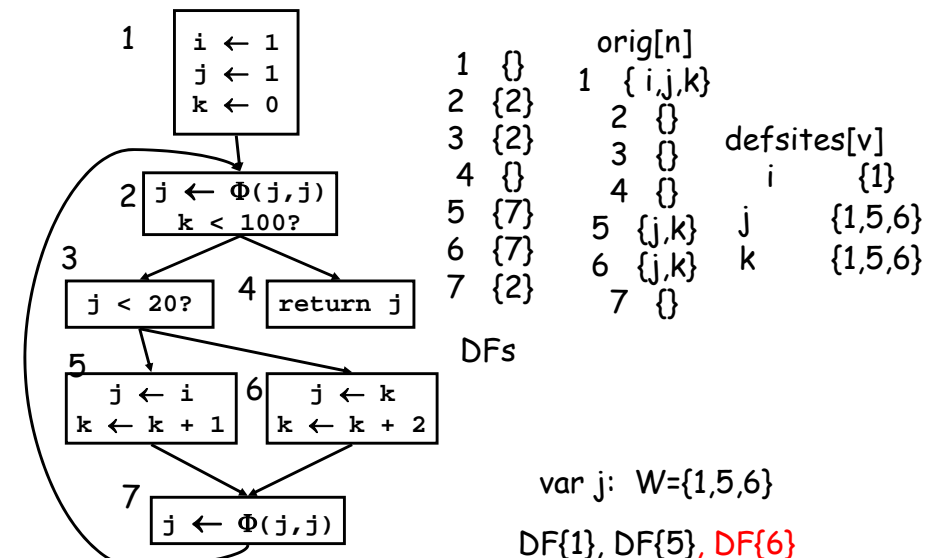 1
i ← 1
j ← 1
k ← 0
2
j ← Φ(j,j)
k < 100?
3
j < 20?
4
return j
5
j ← i
k ← k + 1
6
j ← k
k ← k + 2
7
j ← Φ(j,j)
1 {}
2 {2}
3 {2}
4 {}
5 {7}
6 {7}
7 {2}
DFs
orig[n]
1 { i,j,k}
2 {}
3 {}
4 {}
5 {j,k}
6 {j,k}
7 {}
defsites[v]
i {1}
j {1,5,6}
k {1,5,6}
var j: W={1,5,6}
DF{1}, DF{5}, DF{6}